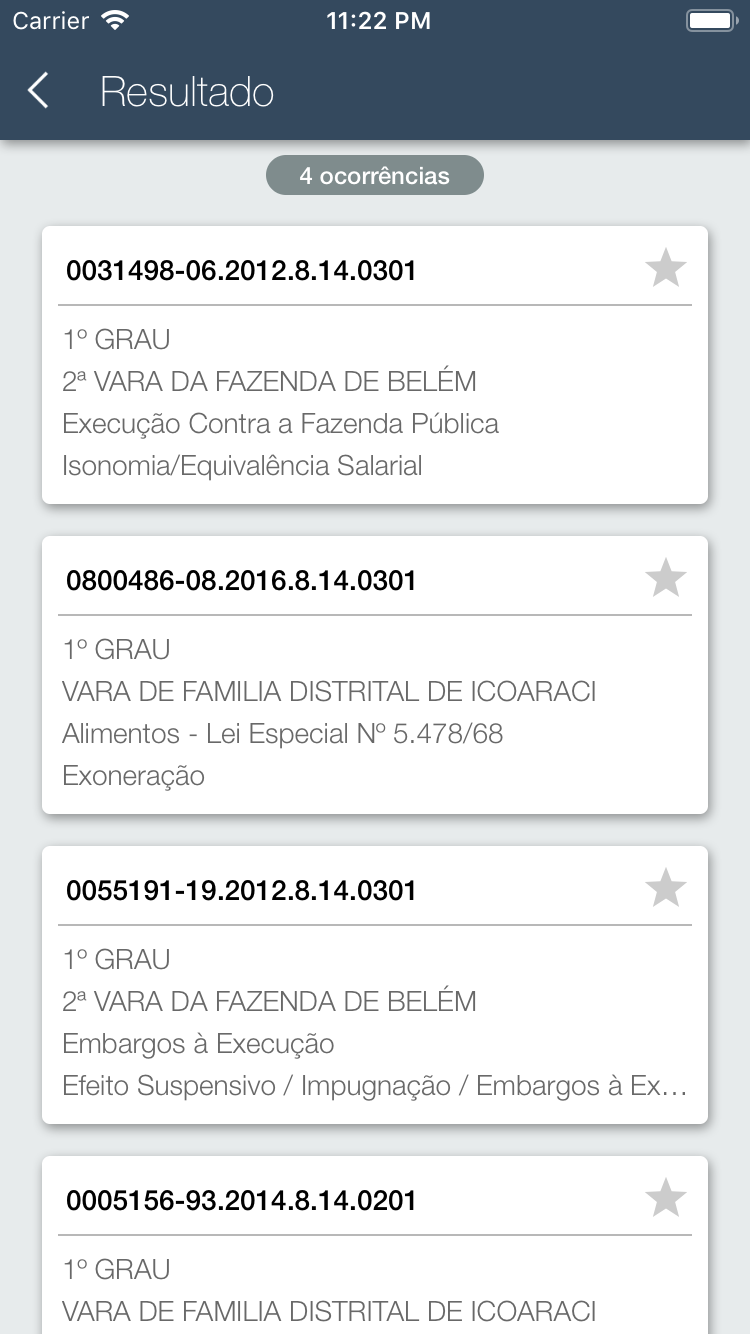 Carrier 11:22 PM
Resultado
4 ocorrências
0031498-06.2012.8.14.0301
1º GRAU
2ª VARA DA FAZENDA DE BELÉM
Execução Contra a Fazenda Pública
Isonomia/Equivalência Salarial
0800486-08.2016.8.14.0301
1º GRAU
VARA DE FAMILIA DISTRITAL DE ICOARACI
Alimentos - Lei Especial Nº 5.478/68
Exoneração
0055191-19.2012.8.14.0301
1º GRAU
2ª VARA DA FAZENDA DE BELÉM
Embargos à Execução
Efeito Suspensivo / Impugnação / Embargos à Ex...
0005156-93.2014.8.14.0201
1º GRAU
VARA DE FAMILIA DISTRITAL DE ICOARACI